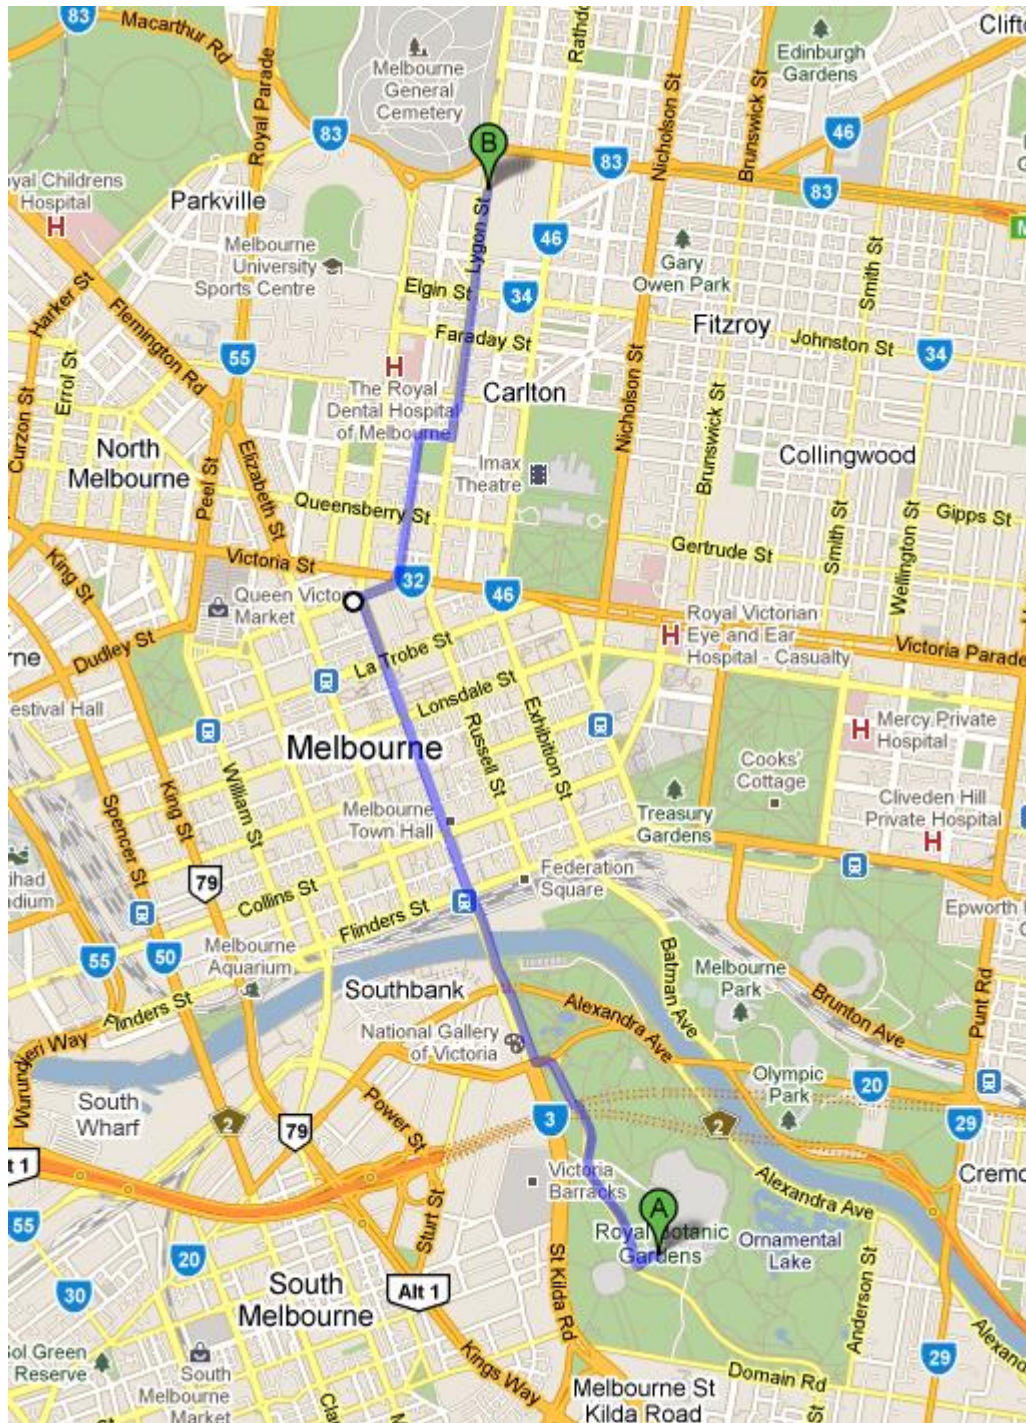 83
Macarthur Rd
Royal Parade
Melbourne
General
Cemetery
Nicholson St
Brunswick St
Edinburgh
Gardens
46
83
B
83
83
Hospital
H
Parkville
Lygon St
46
Melbourne
University
Sports Centre
Gary
Owen Park
Smith St
Elgin St
34
Harker St
Flemington Rd
Faraday St
Fitzroy
Johnston St
34
55
H
Errol St
Curzon St
The Royal
Dental Hospital
of Melbourne
Carlton
Nicholson St
Brunswick St
North
Melbourne
Peel St
Elizabeth St
Imax
Theatre
Collingwood
Queensberry St
Smith St
Wellington St
Gipps St
Gertrude St
King St
Victoria St
32
46
Queen Victo
Market
Royal Victorian
Eye and Ear
Hospital - Casualty
H
Victoria Parade
Dudley St
La Trobe St
Lonsdale St
Russell St
Exhibition St
Melbourne
H
Mercy Private
Hospital
Cooks'
Cottage
William St
King St
Spencer St
Melbourne
Town Hall
Treasury
Gardens
Cliveden Hill
Private Hospital
H
79
Collins St
Federation
Square
Flinders St
Epworth
55
50
Melbourne
Aquarium
Southbank
Batman Ave
Melbourne
Park
Punt Rd
Flinders St
Alexandra Ave
Brunton Ave
National Gallery
of Victoria
Wurundjeri Way
South
Wharf
2
79
Power St
Olympic
Park
20
3
2
29
Victoria
Barracks
Alexandra Ave
A
Royal Botanic
Gardens
Ornamental
Lake
55
20
Sturt St
30
South
Melbourne
Alt 1
St Kilda Rd
Anderson St
Kings Way
Reserve
South
Melbourne
Market
29
Domain Rd
Melbourne St
Kilda Road